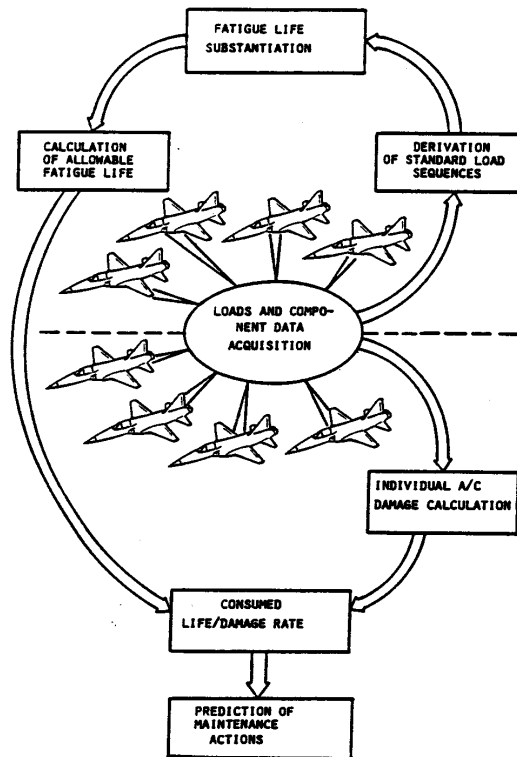 FATIGUE LIFE
SUBSTANTIATION
CALCULATION
OF ALLOWABLE
FATIGUE LIFE
DERIVATION
OF STANDARD LOAD
SEQUENCES
LOADS AND COMPO-
NENT DATA
ACQUISITION
INDIVIDUAL A/C
DAMAGE CALCULATION
CONSUMED
LIFE/DAMAGE RATE
PREDICTION OF
MAINTENANCE
ACTIONS